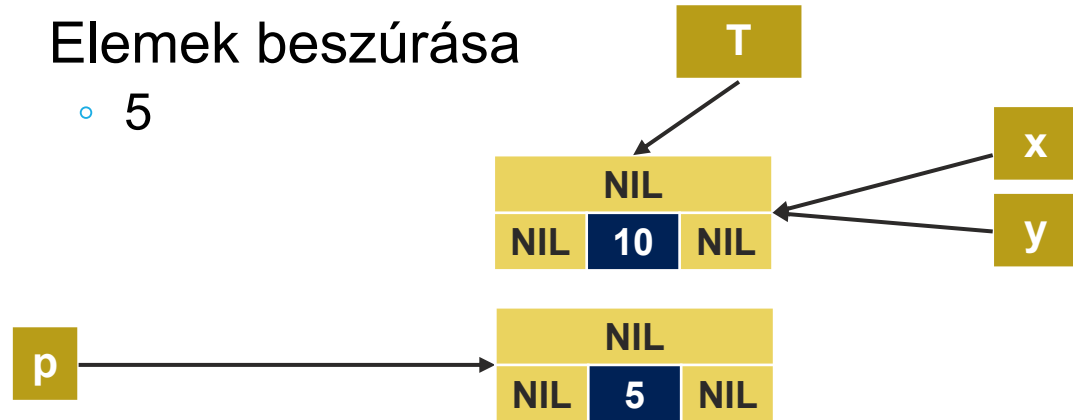 Elemek beszúrása
T
◦ 5
x
NIL
y
NIL 10 NIL
NIL
p
NIL 5 NIL